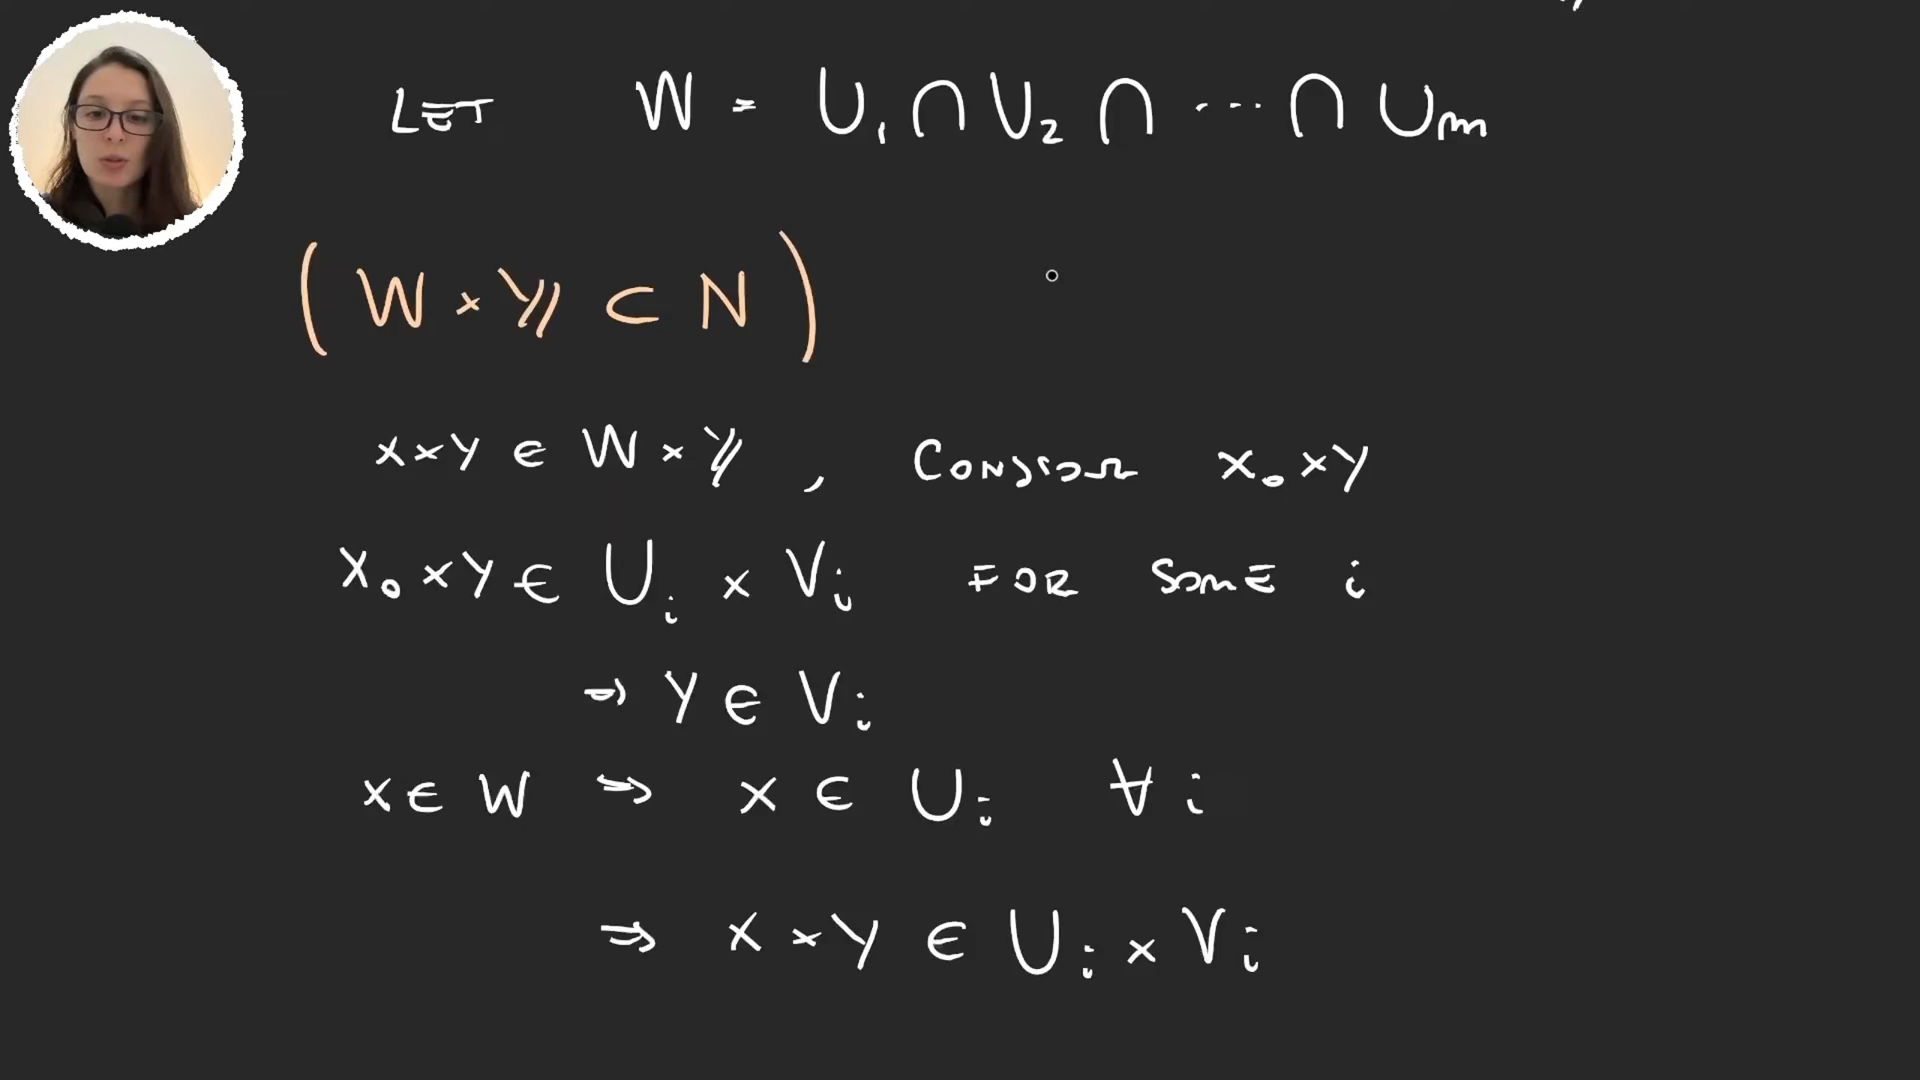 LET W = U₁ ∩ U₂ ∩ ... ∩ Um
(W × Y ⊂ N)
x × y ∈ W × Y, CONSIDER x₀ × y
x₀ × y ∈ Uᵢ × Vᵢ FOR SOME i
⇒ y ∈ Vᵢ
x ∈ W ⇒ x ∈ Uᵢ ∀ i
⇒ x × y ∈ Uᵢ × Vᵢ